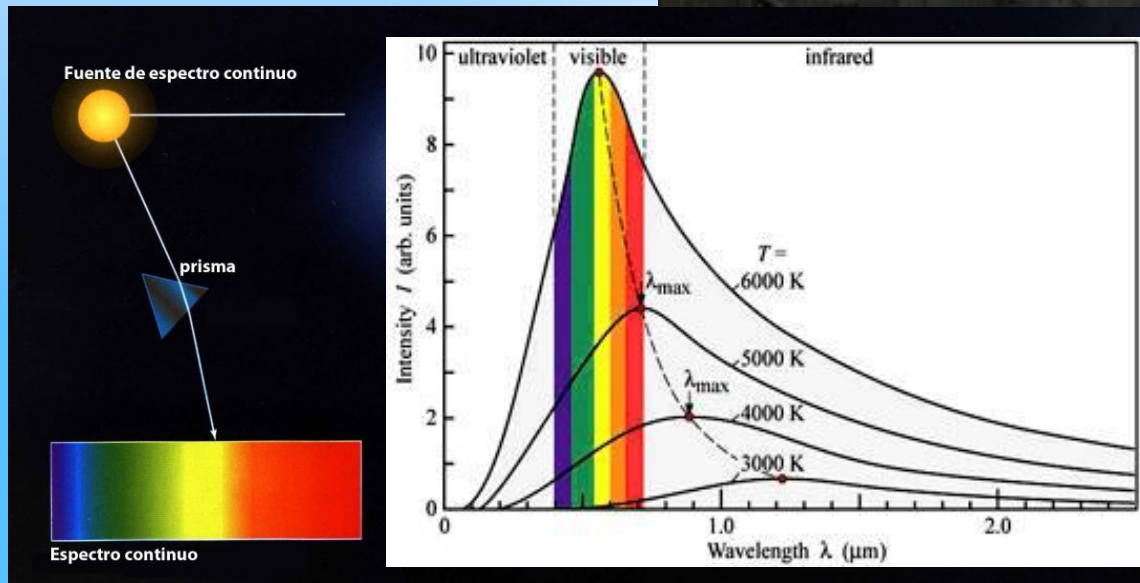 Fuente de espectro continuo
prisma
Espectro continuo
ultraviolet visible infrared
Intensity I (arb. units)
10
8
6
4
2
0
T =
6000 K
λmax
5000 K
λmax
4000 K
3000 K
0 1.0 2.0
Wavelength λ (μm)